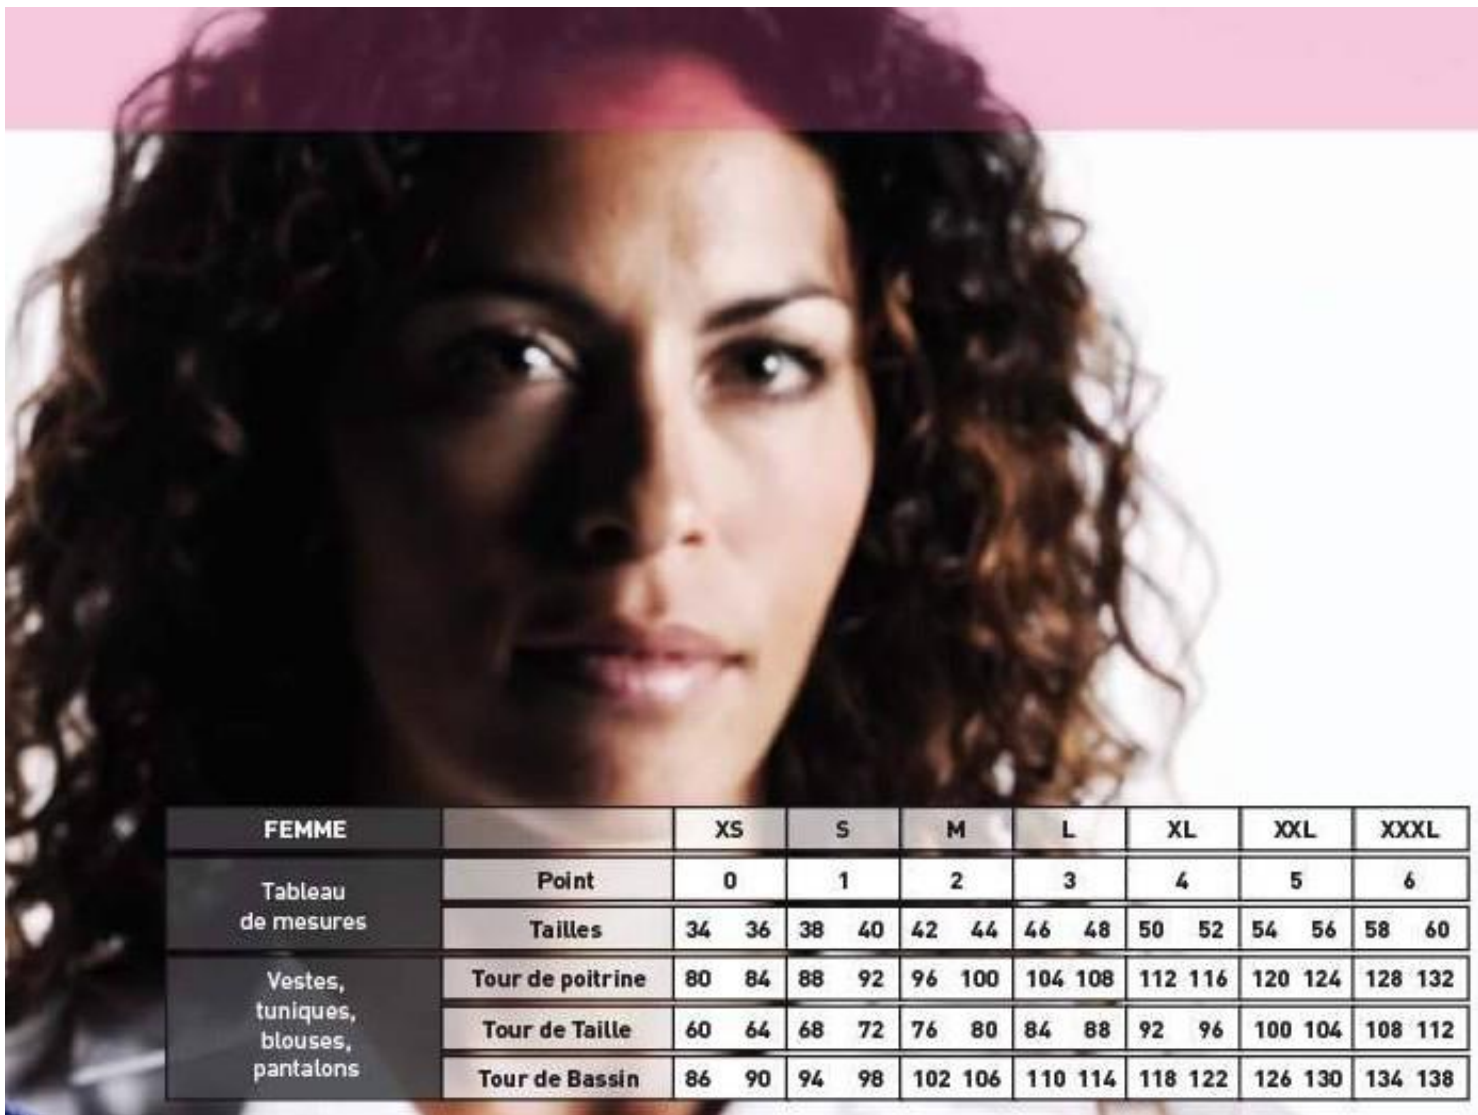 FEMME XS S M L XL XXL XXXL
Tableau
de mesures
Point 0 1 2 3 4 5 6
Tailles 34 36 38 40 42 44 46 48 50 52 54 56 58 60
Vestes,
tuniques,
blouses,
pantalons
Tour de poitrine 80 84 88 92 96 100 104 108 112 116 120 124 128 132
Tour de Taille 60 64 68 72 76 80 84 88 92 96 100 104 108 112
Tour de Bassin 86 90 94 98 102 106 110 114 118 122 126 130 134 138